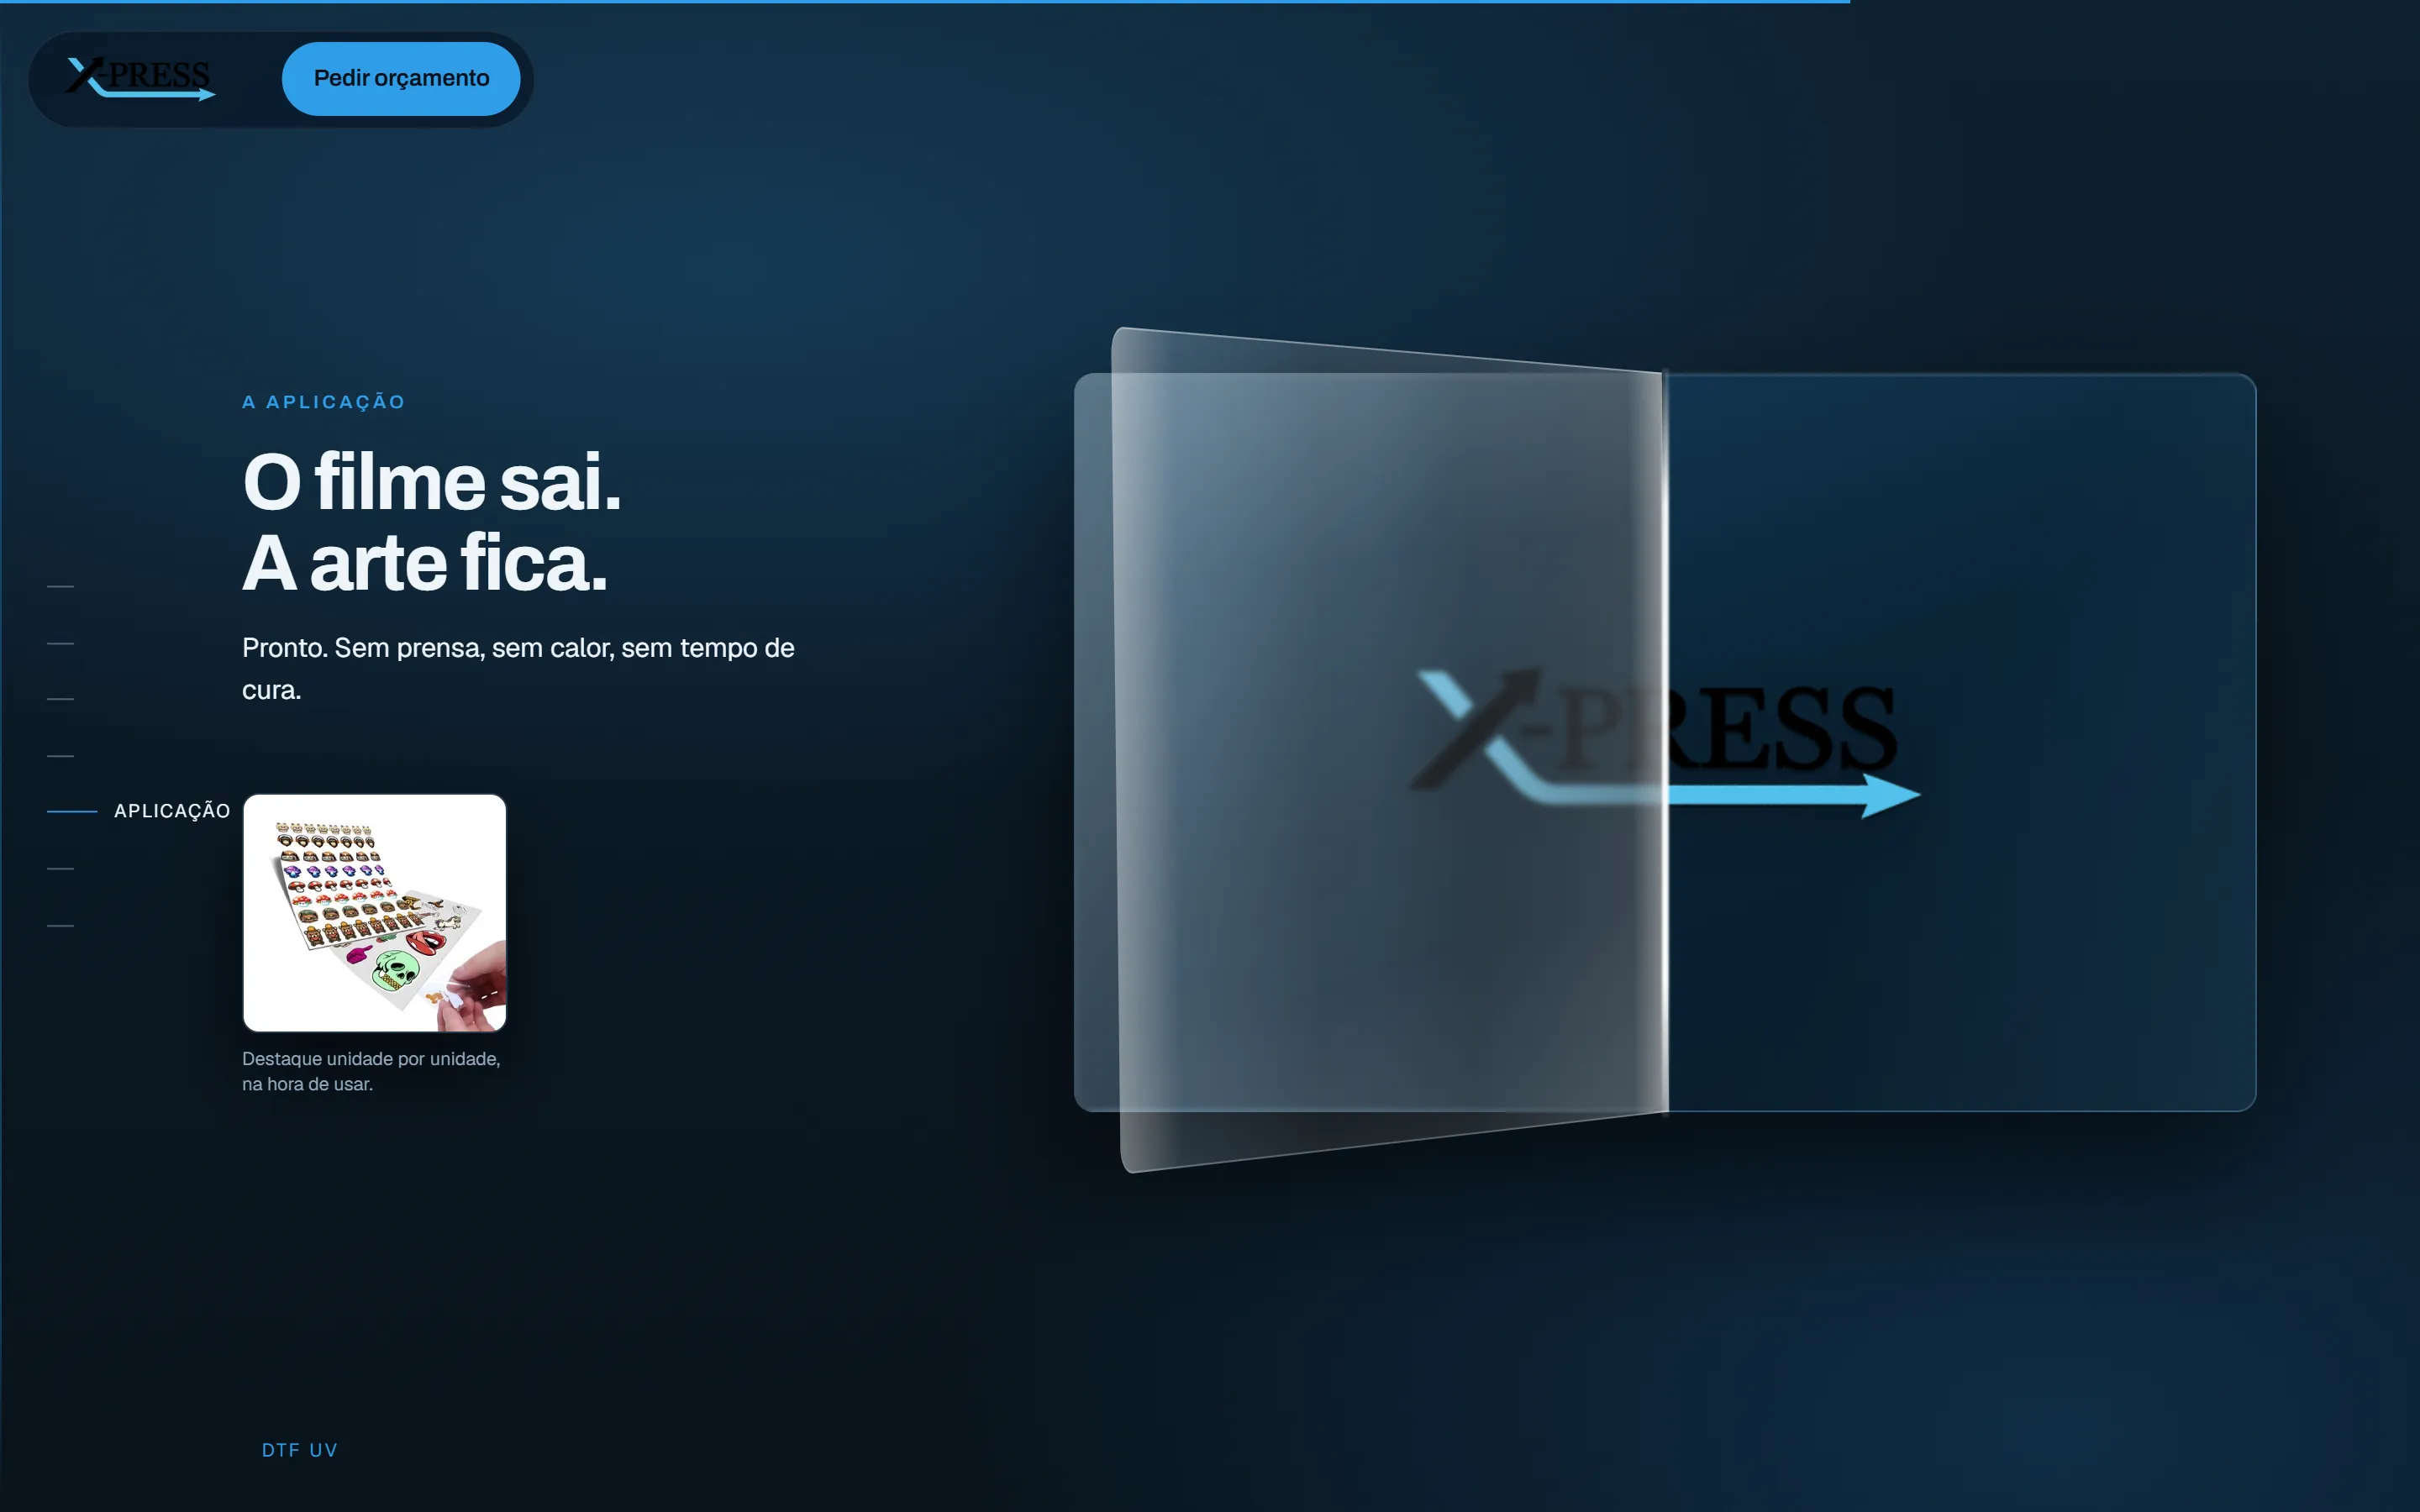 X-PRESS
Pedir orçamento
A APLICAÇÃO
O filme sai.
A arte fica.
Pronto. Sem prensa, sem calor, sem tempo de
cura.
APLICAÇÃO
Destaque unidade por unidade,
na hora de usar.
X-PRESS
DTF UV